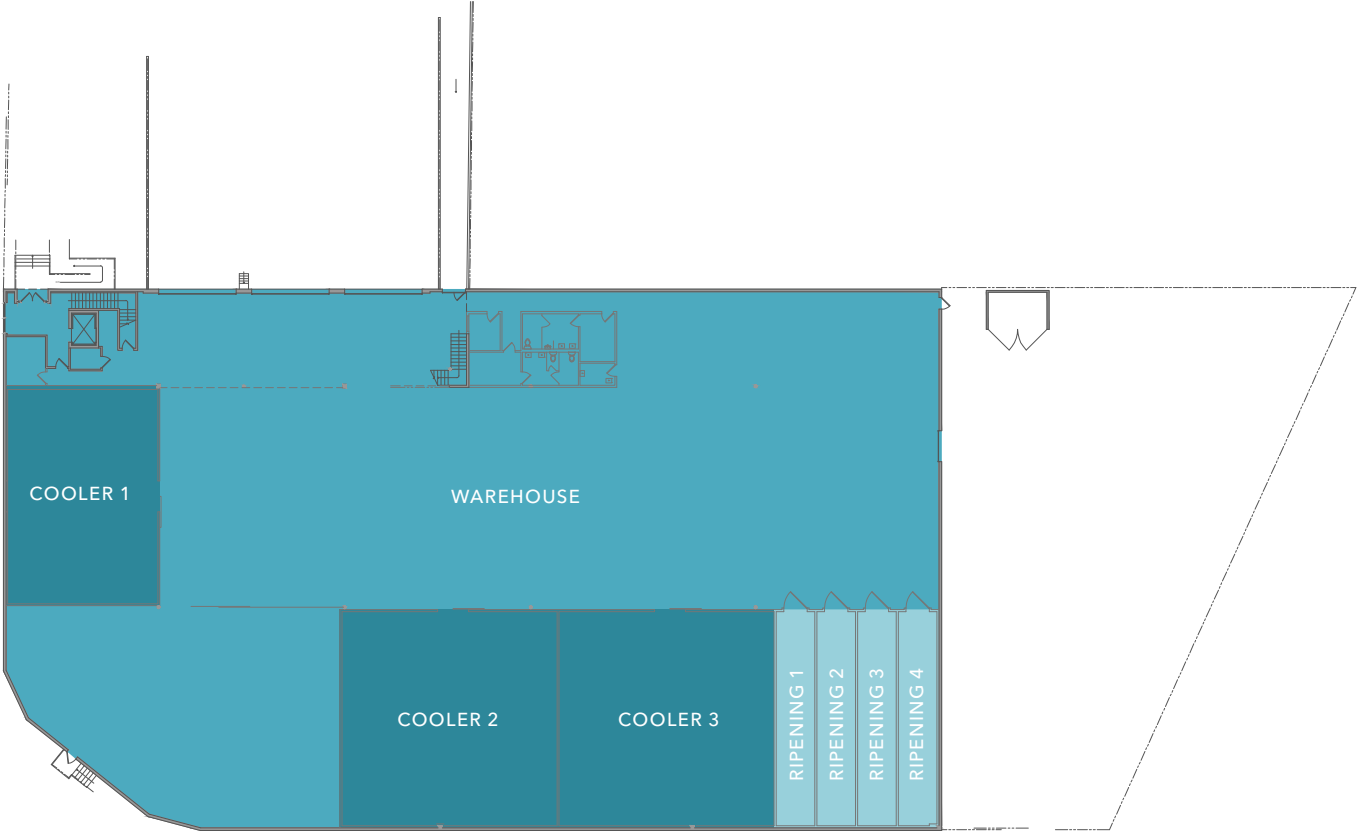 COOLER 1
WAREHOUSE
COOLER 2
COOLER 3
RIPENING 1
RIPENING 2
RIPENING 3
RIPENING 4